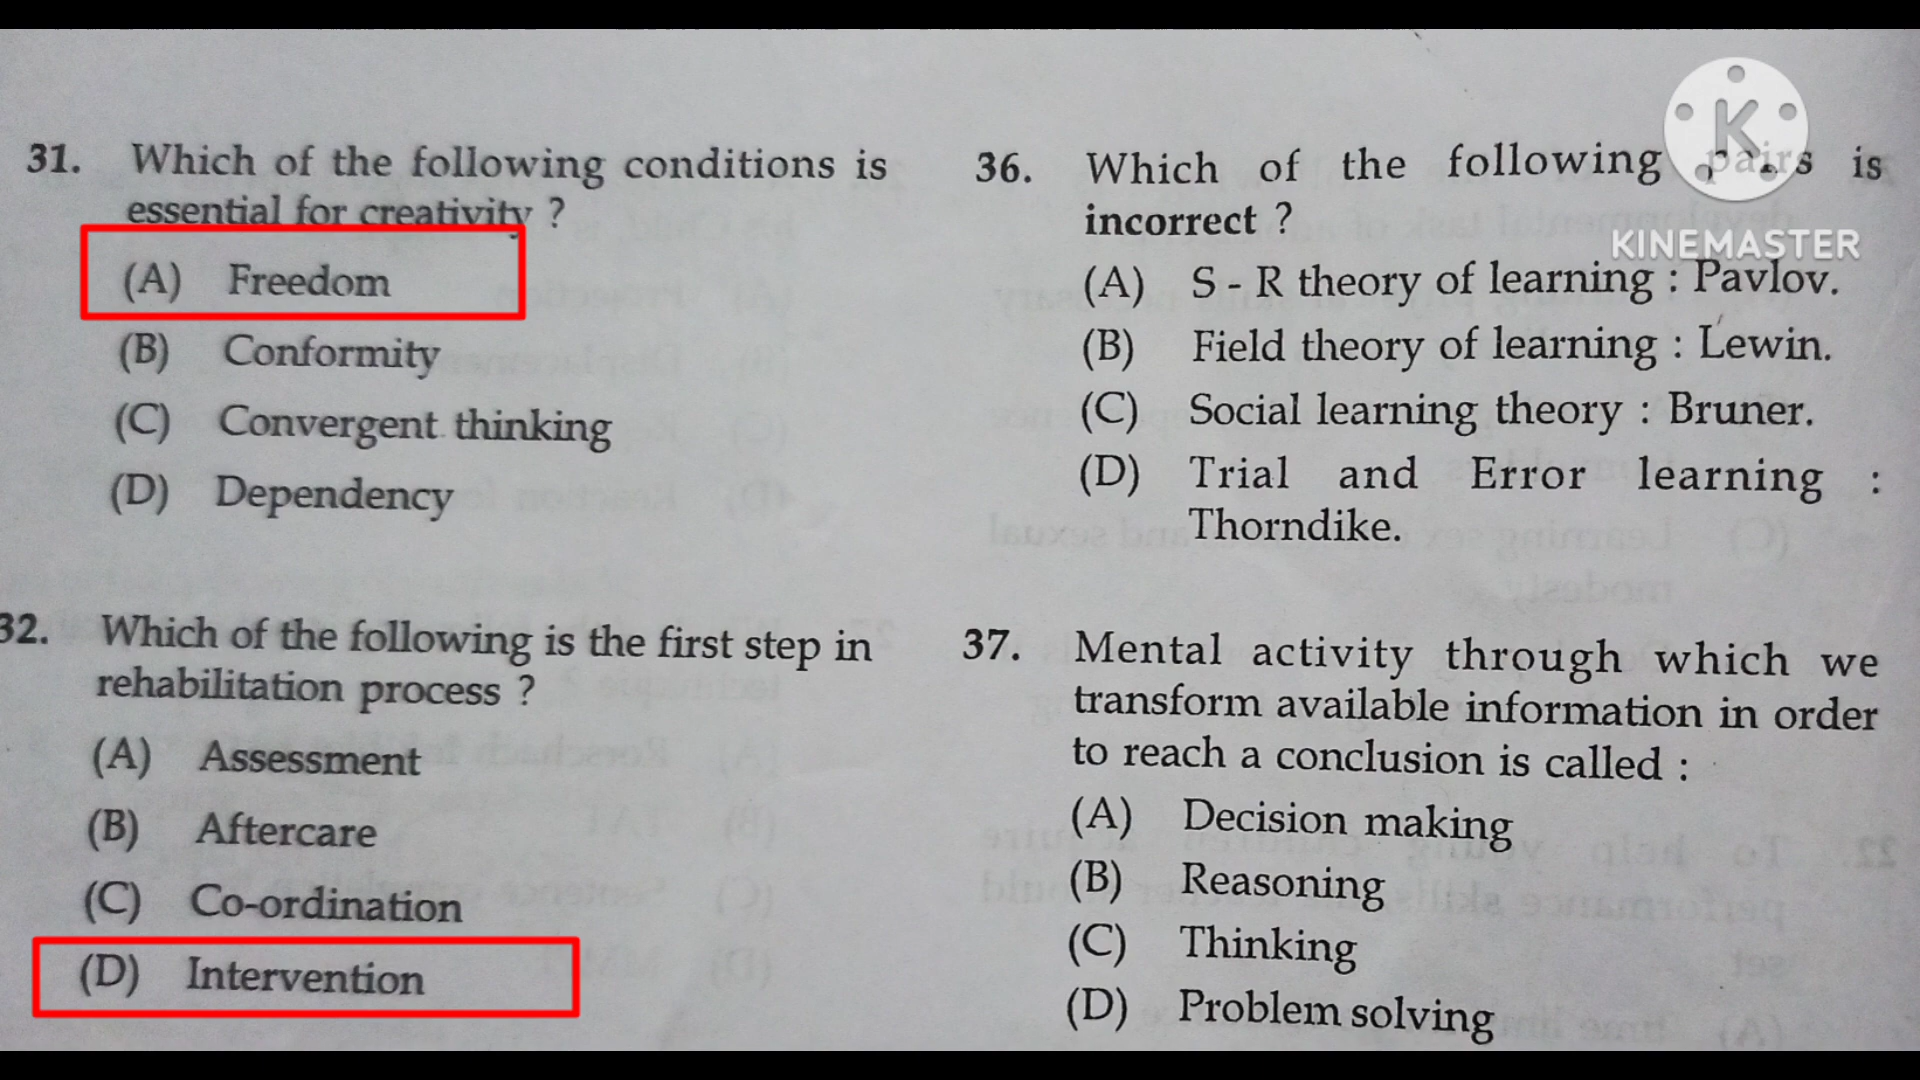 31. Which of the following conditions is
essential for creativity ?
(A) Freedom
(B) Conformity
(C) Convergent thinking
(D) Dependency
32. Which of the following is the first step in
rehabilitation process ?
(A) Assessment
(B) Aftercare
(C) Co-ordination
(D) Intervention
36. Which of the following pairs is
incorrect ?
(A) S - R theory of learning : Pavlov.
(B) Field theory of learning : Lewin.
(C) Social learning theory : Bruner.
(D) Trial and Error learning :
Thorndike.
37. Mental activity through which we
transform available information in order
to reach a conclusion is called :
(A) Decision making
(B) Reasoning
(C) Thinking
(D) Problem solving
K
KINEMASTER